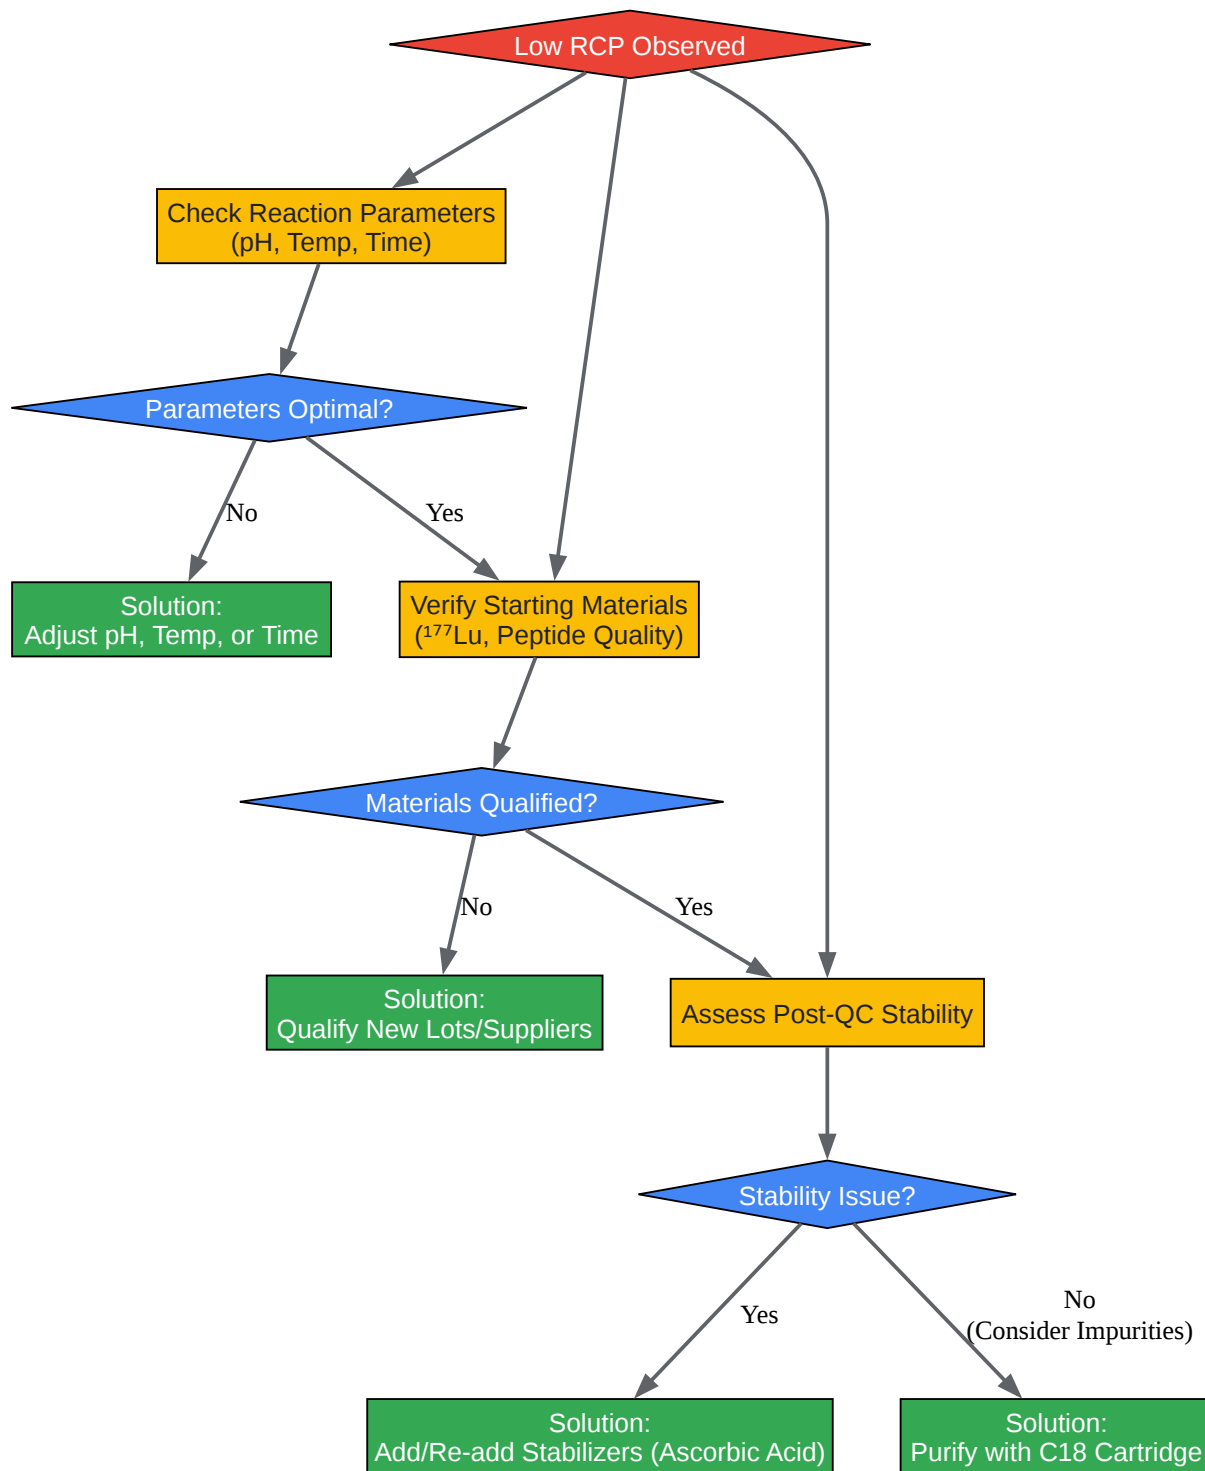 Low RCP Observed
Check Reaction Parameters
(pH, Temp, Time)
Parameters Optimal?
No
Yes
Solution:
Adjust pH, Temp, or Time
Verify Starting Materials
(¹⁷⁷Lu, Peptide Quality)
Materials Qualified?
No
Yes
Solution:
Qualify New Lots/Suppliers
Assess Post-QC Stability
Stability Issue?
Yes
No
(Consider Impurities)
Solution:
Add/Re-add Stabilizers (Ascorbic Acid)
Solution:
Purify with C18 Cartridge